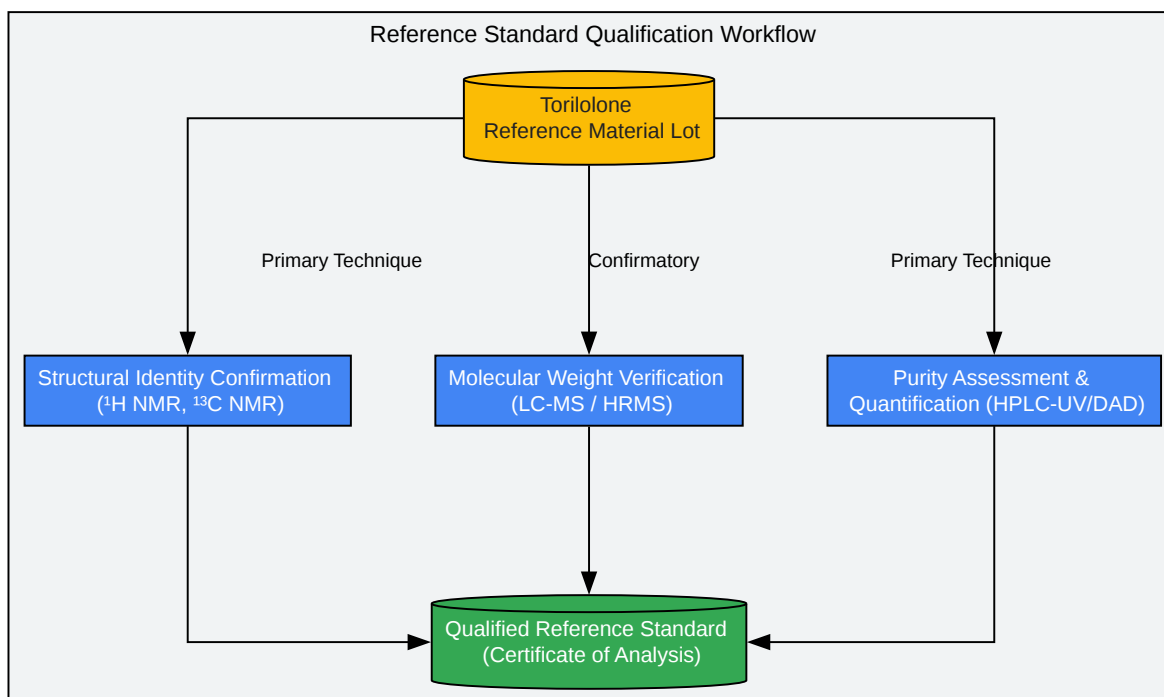 Reference Standard Qualification Workflow
Torilolone
Reference Material Lot
Primary Technique
Confirmatory
Primary Technique
Structural Identity Confirmation
(¹H NMR, ¹³C NMR)
Molecular Weight Verification
(LC-MS / HRMS)
Purity Assessment &
Quantification (HPLC-UV/DAD)
Qualified Reference Standard
(Certificate of Analysis)